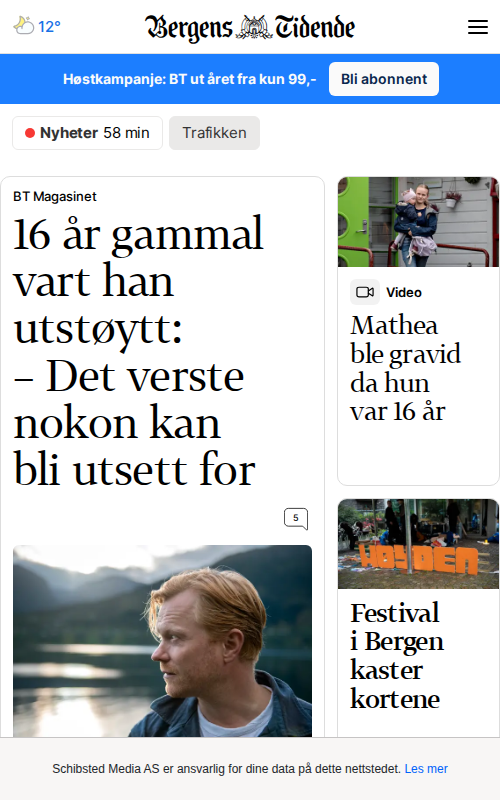 12°
Bergens Tidende
Høstkampanje: BT ut året fra kun 99,-
Bli abonnent
Nyheter 58 min
Trafikken
BT Magasinet
16 år gammal
vart han
utstøytt:
– Det verste
nokon kan
bli utsett for
5
Video
Mathea
ble gravid
da hun
var 16 år
HØYDEN
Festival
i Bergen
kaster
kortene
Schibsted Media AS er ansvarlig for dine data på dette nettstedet. Les mer